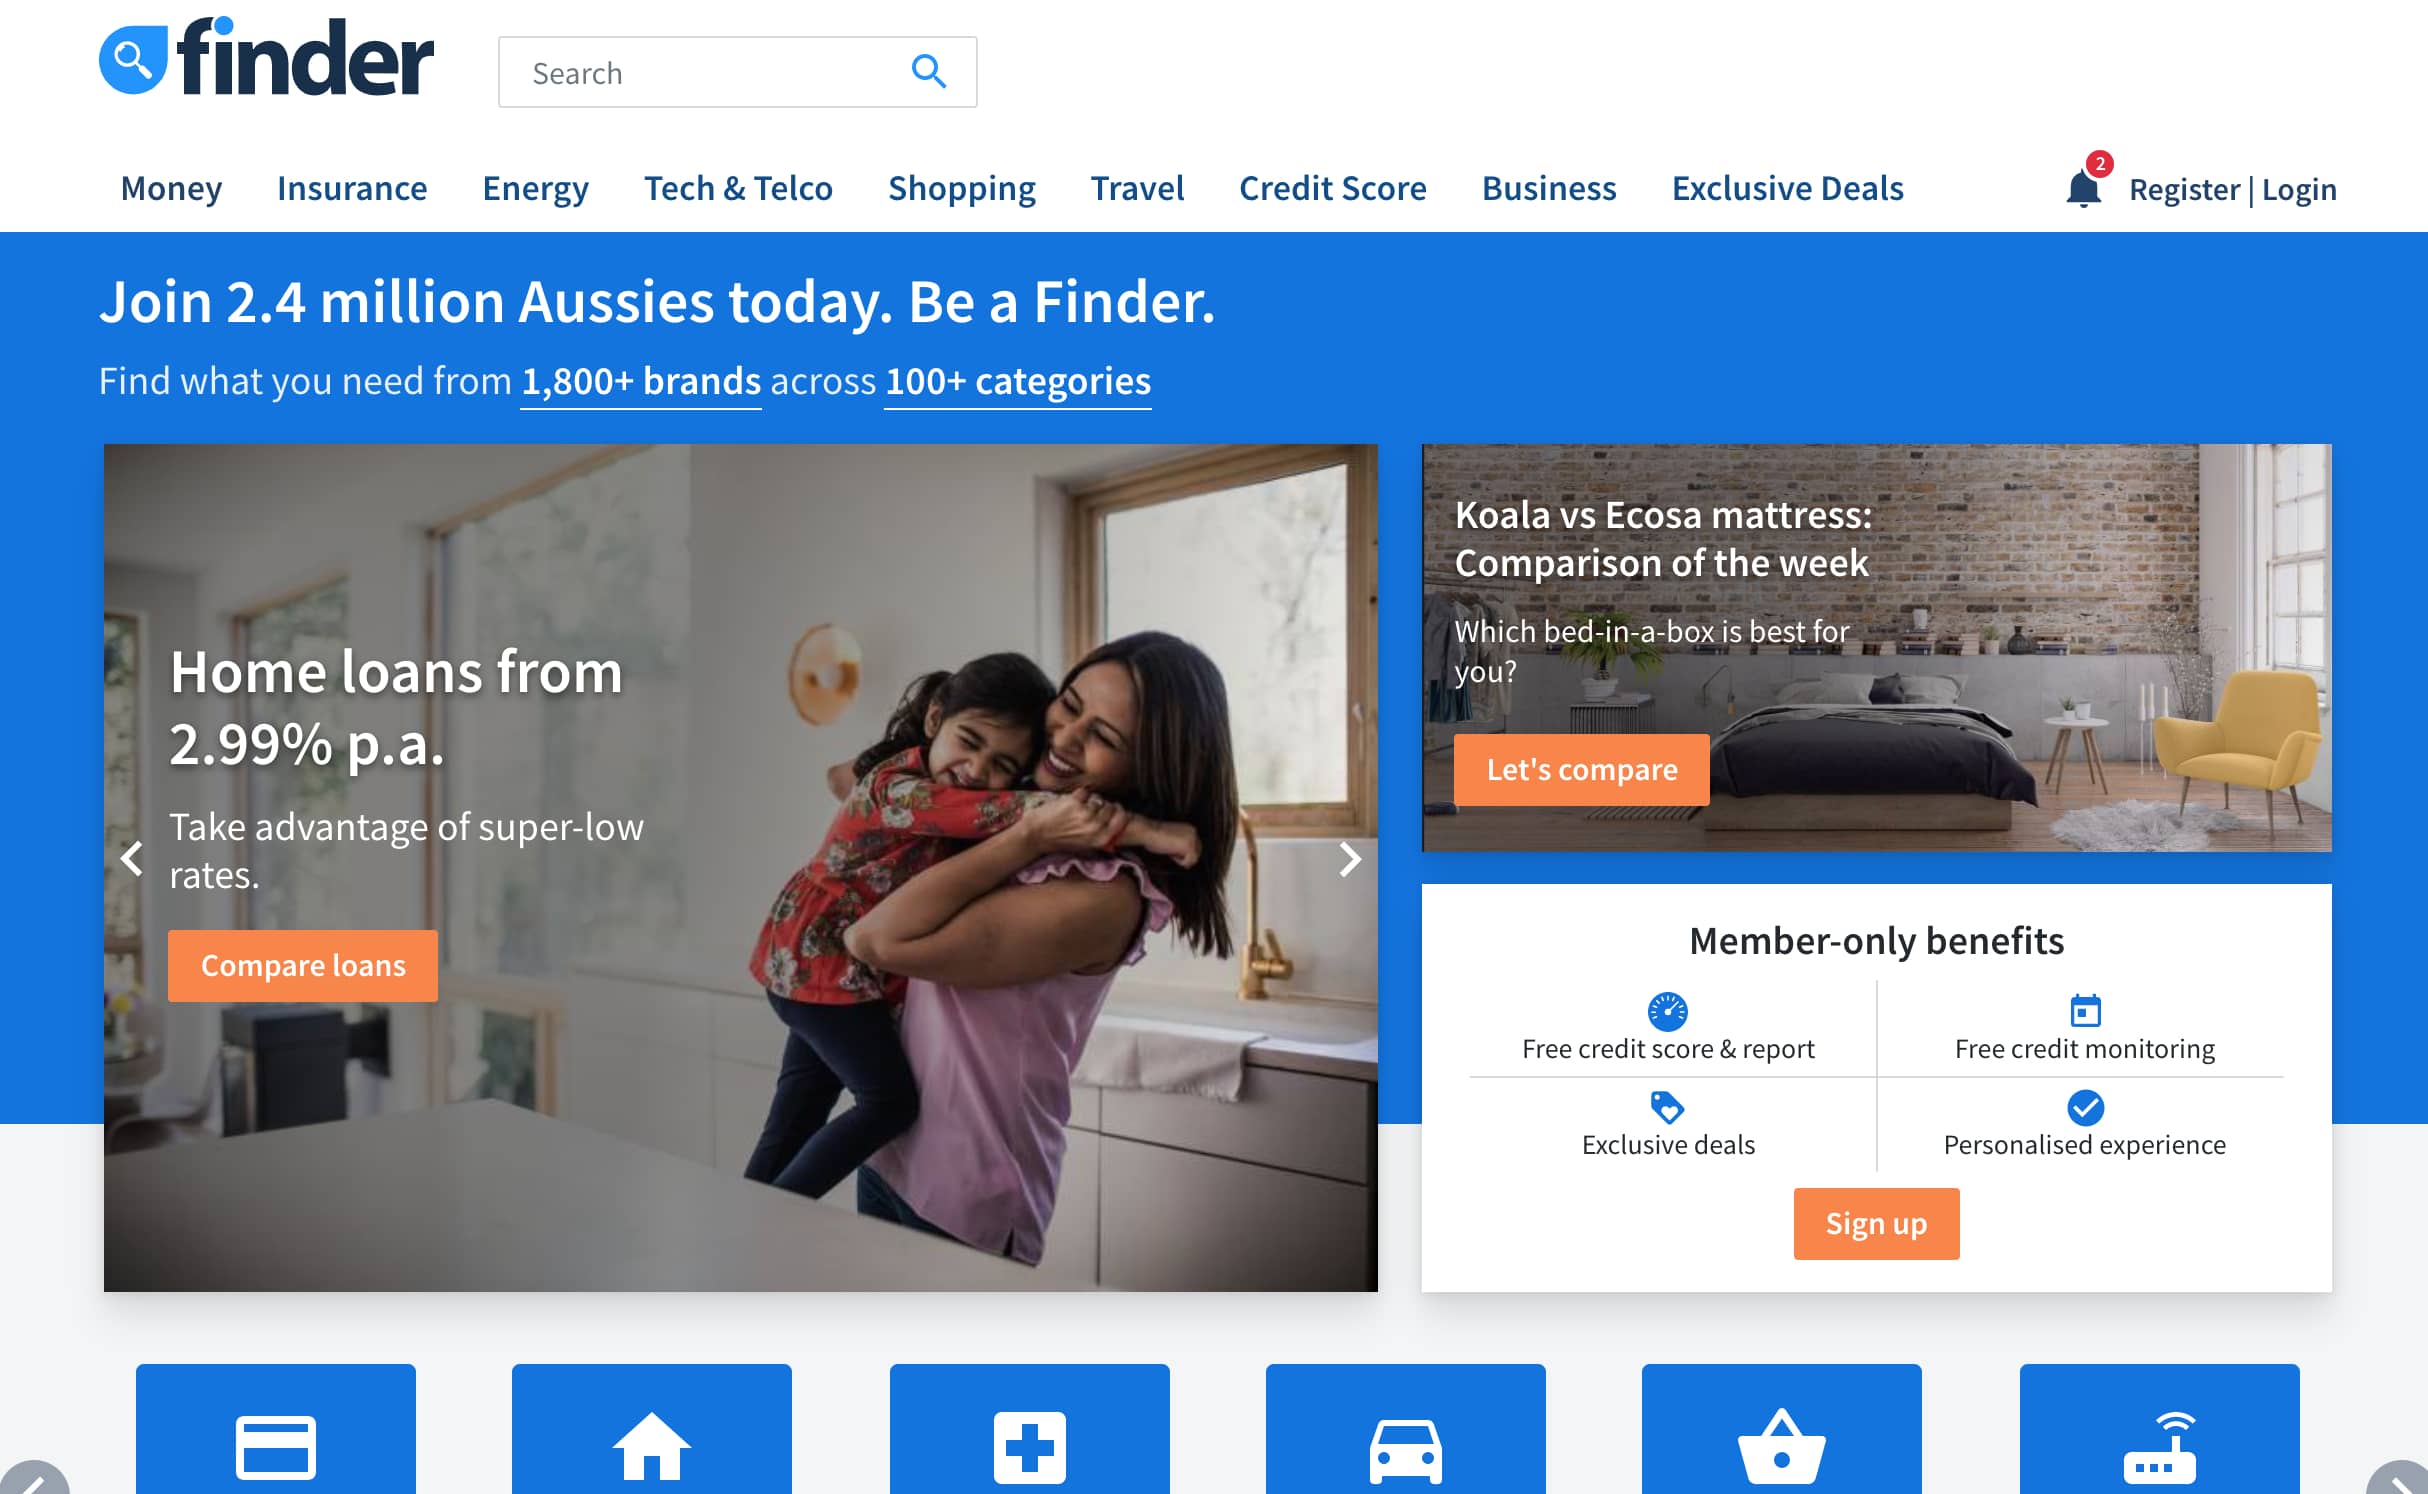 finder
Search
Money Insurance Energy Tech & Telco Shopping Travel Credit Score Business Exclusive Deals 2 Register | Login
Join 2.4 million Aussies today. Be a Finder.
Find what you need from 1,800+ brands across 100+ categories
Home loans from
2.99% p.a.
Take advantage of super-low
rates.
Compare loans
Koala vs Ecosa mattress:
Comparison of the week
Which bed-in-a-box is best for
you?
Let's compare
Member-only benefits
Free credit score & report
Free credit monitoring
Exclusive deals
Personalised experience
Sign up